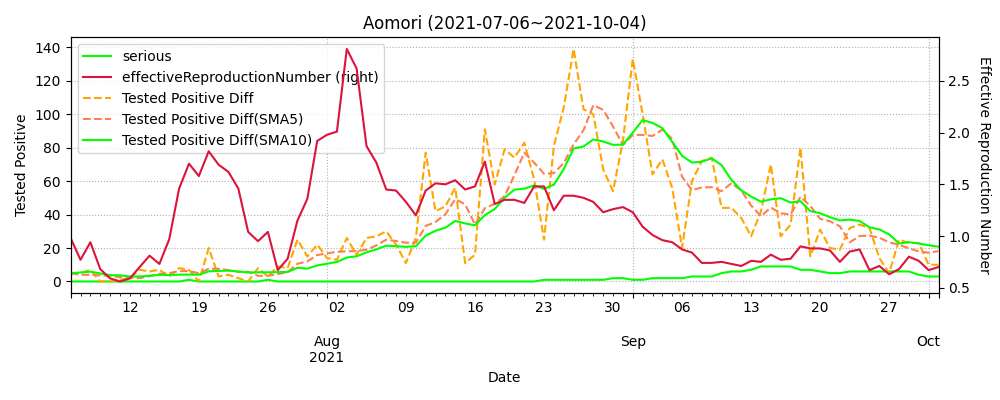 Aomori (2021-07-06~2021-10-04)
serious
effectiveReproductionNumber (right)
Tested Positive Diff
Tested Positive Diff(SMA5)
Tested Positive Diff(SMA10)
Tested Positive
140
120
100
80
60
40
20
0
2.5
2.0
1.5
1.0
0.5
Effective Reproduction Number
12 19 26 02 09 16 23 30 06 13 20 27
Aug Sep Oct
2021
Date